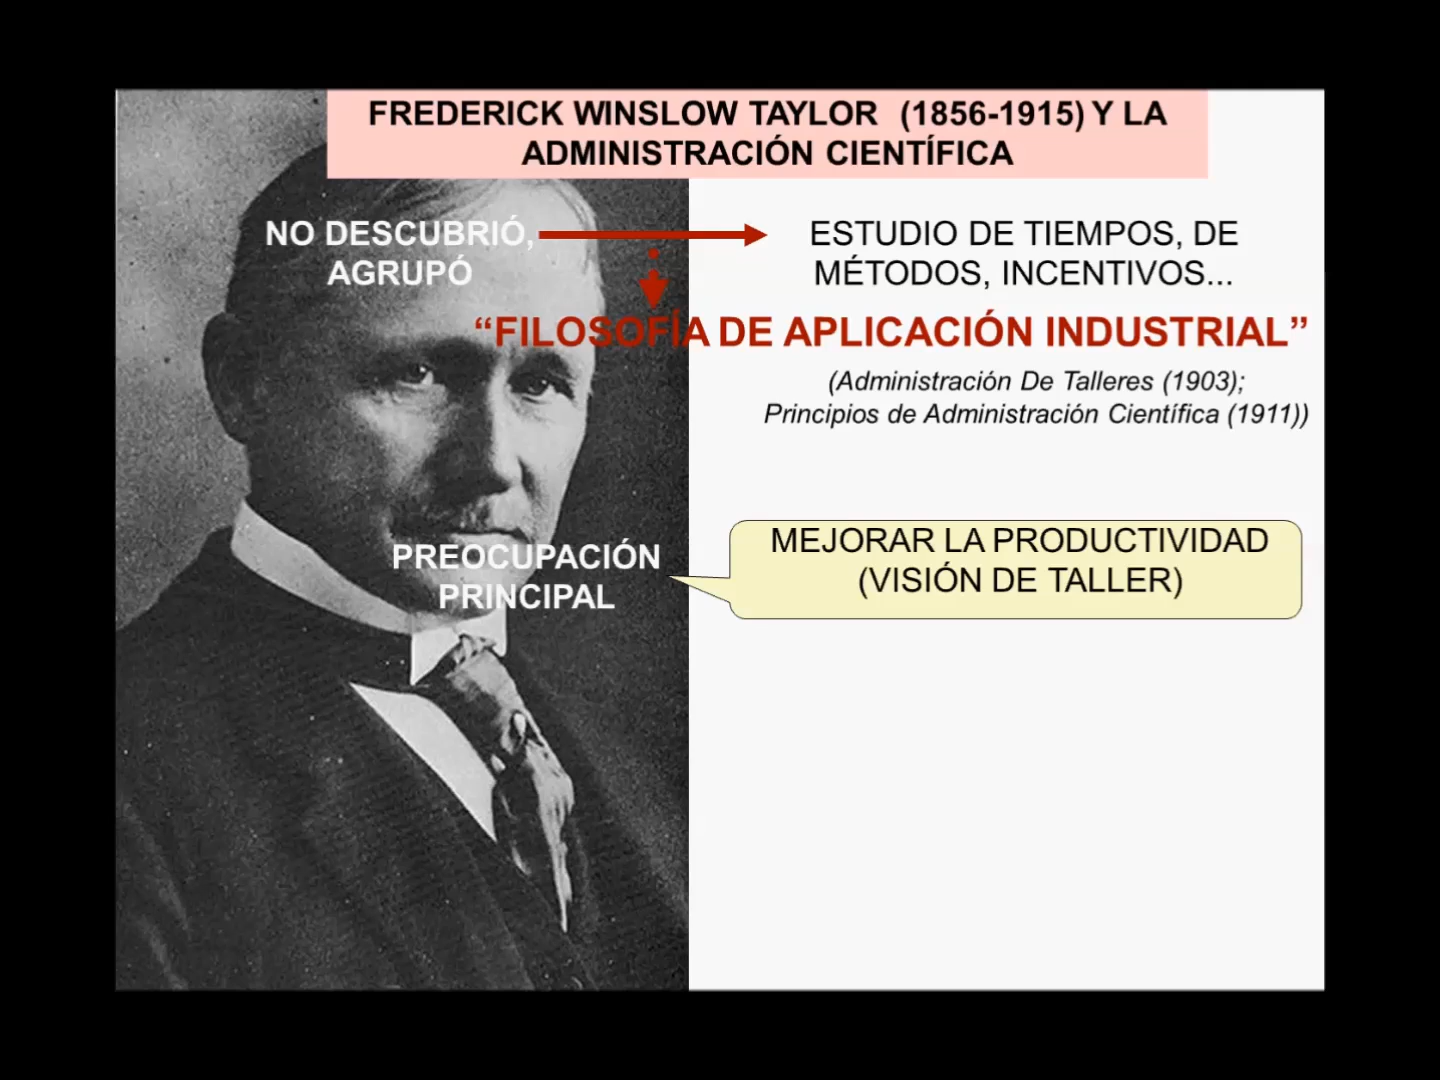 FREDERICK WINSLOW TAYLOR (1856-1915) Y LA
ADMINISTRACIÓN CIENTÍFICA
NO DESCUBRIÓ,
AGRUPÓ
ESTUDIO DE TIEMPOS, DE
MÉTODOS, INCENTIVOS...
“FILOSOFÍA DE APLICACIÓN INDUSTRIAL”
(Administración De Talleres (1903);
Principios de Administración Científica (1911))
PREOCUPACIÓN
PRINCIPAL
MEJORAR LA PRODUCTIVIDAD
(VISIÓN DE TALLER)